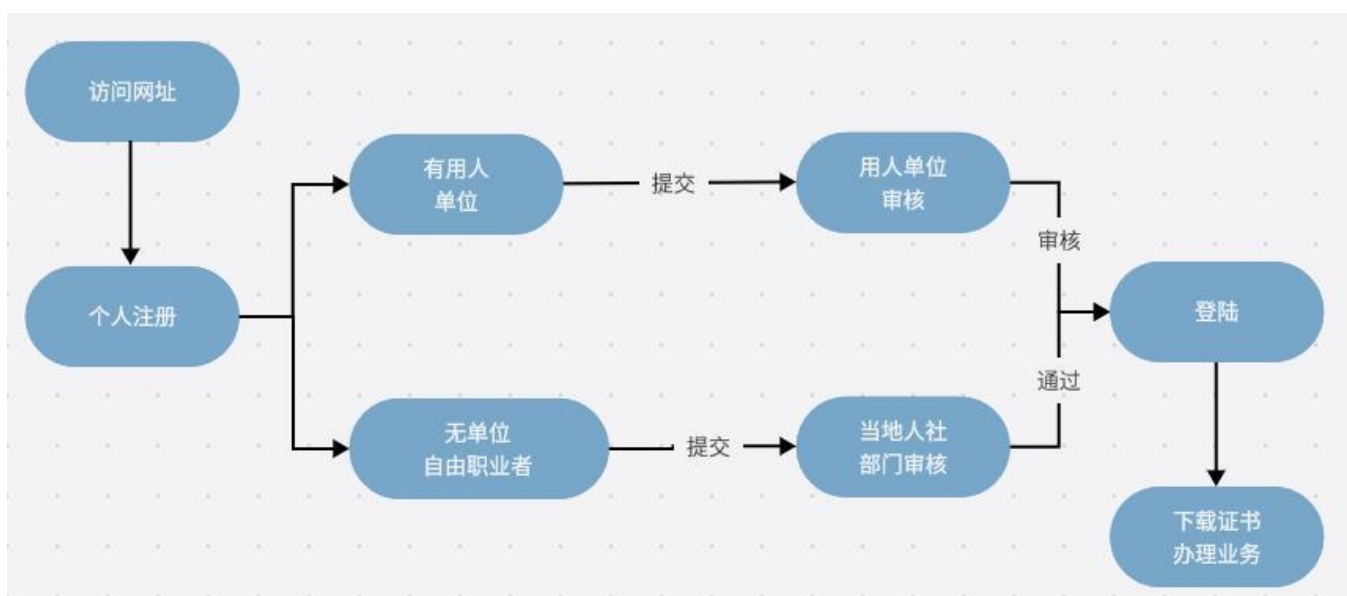 访问网址
个人注册
有用人
单位
提交
用人单位
审核
无单位
自由职业者
提交
当地人社
部门审核
审核
通过
登陆
下载证书
办理业务